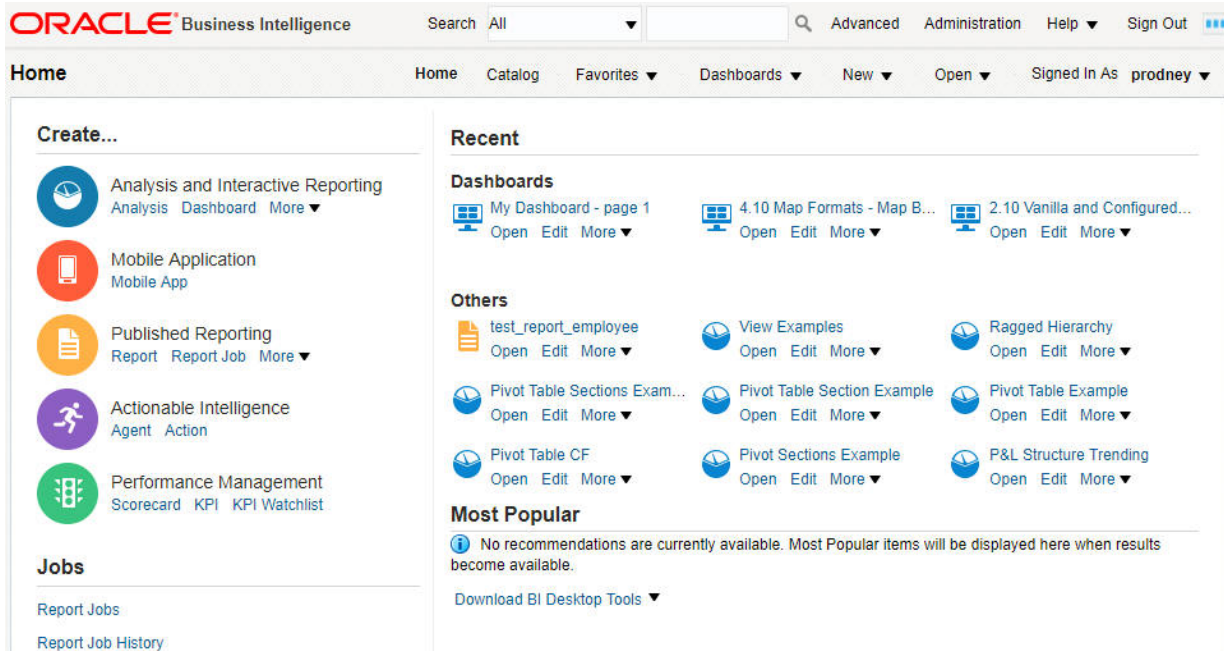 ORACLE Business Intelligence Search All Advanced Administration Help Sign Out
Home Home Catalog Favorites Dashboards New Open Signed In As prodney
Create...
Analysis and Interactive Reporting
Analysis Dashboard More
Mobile Application
Mobile App
Published Reporting
Report Report Job More
Actionable Intelligence
Agent Action
Performance Management
Scorecard KPI KPI Watchlist
Jobs
Report Jobs
Report Job History
Recent
Dashboards
My Dashboard - page 1 4.10 Map Formats - Map B... 2.10 Vanilla and Configured...
Open Edit More Open Edit More Open Edit More
Others
test_report_employee View Examples Ragged Hierarchy
Open Edit More Open Edit More Open Edit More
Pivot Table Sections Exam... Pivot Table Section Example Pivot Table Example
Open Edit More Open Edit More Open Edit More
Pivot Table CF Pivot Sections Example P&L Structure Trending
Open Edit More Open Edit More Open Edit More
Most Popular
No recommendations are currently available. Most Popular items will be displayed here when results
become available.
Download BI Desktop Tools